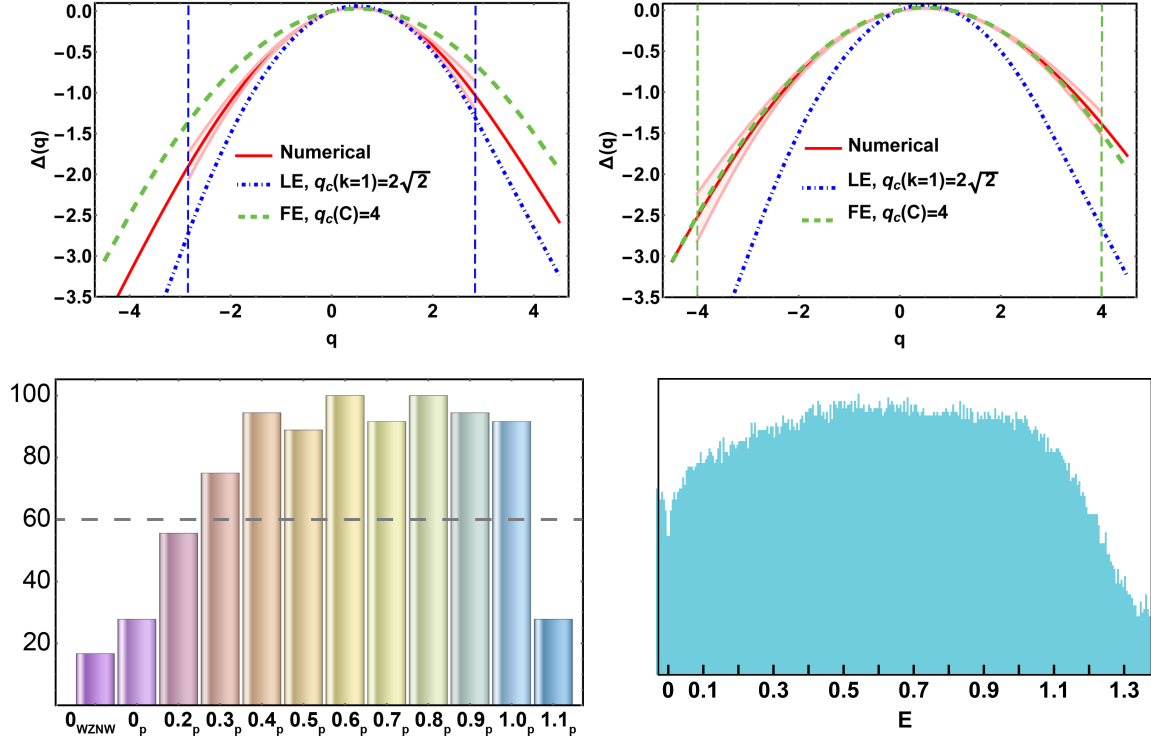 0.0
−0.5
−1.0
−1.5
−2.0
−2.5
−3.0
−3.5
Δ(q)
Numerical
LE, q_c(k=1)=2√2
FE, q_c(C)=4
−4 −2 0 2 4
q
0.0
−0.5
−1.0
−1.5
−2.0
−2.5
−3.0
−3.5
Δ(q)
Numerical
LE, q_c(k=1)=2√2
FE, q_c(C)=4
−4 −2 0 2 4
q
100
80
60
40
20
0_WZNW 0_p 0.2_p 0.3_p 0.4_p 0.5_p 0.6_p 0.7_p 0.8_p 0.9_p 1.0_p 1.1_p
0 0.1 0.3 0.5 0.7 0.9 1.1 1.3
E